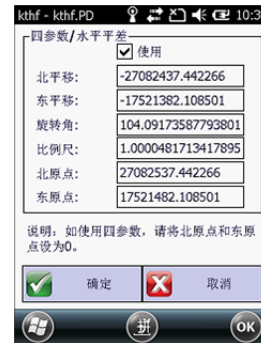 kthf - kthf.PD 10:3
四参数/水平平差
使用
北平移: -27082437.442266
东平移: -17521382.108501
旋转角: 104.09173587793801
比例尺: 1.0000481713417895
北原点: 27082537.442266
东原点: 17521482.108501
说明：如使用四参数，请将北原点和东原
点设为0。
确定 取消
拼 OK